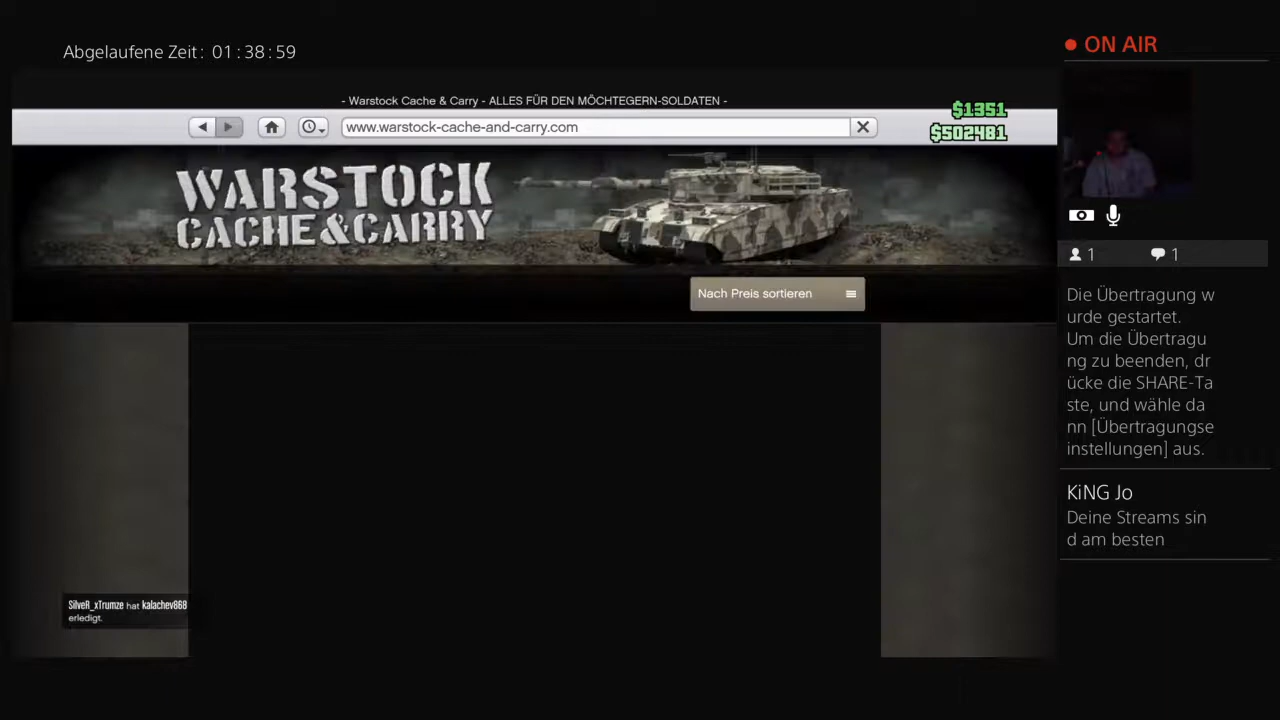 Abgelaufene Zeit: 01:38:59
ON AIR
- Warstock Cache & Carry - ALLES FÜR DEN MÖCHTEGERN-SOLDATEN -
$1351
www.warstock-cache-and-carry.com
$502481
WARSTOCK
CACHE&CARRY
1 1
Nach Preis sortieren
Die Übertragung w
urde gestartet.
Um die Übertragu
ng zu beenden, dr
ücke die SHARE-Ta
ste, und wähle da
nn [Übertragungse
instellungen] aus.
KiNG Jo
Deine Streams sin
d am besten
SilveR_xTrumze hat kalachev868
erledigt.